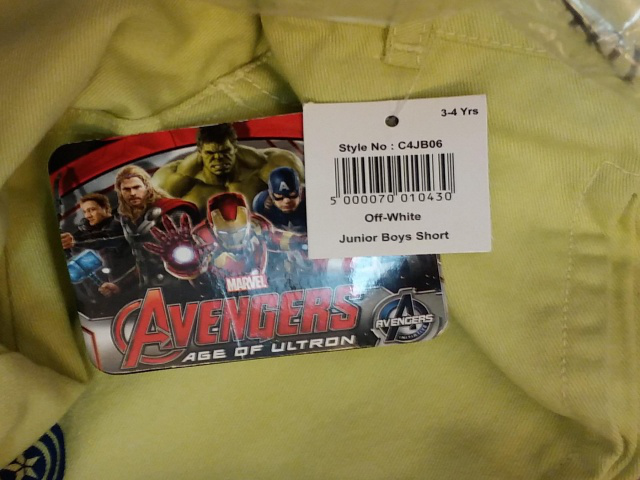 3-4 Yrs
Style No : C4JB06
5 000070 010430
Off-White
Junior Boys Short
MARVEL
AVENGERS
AGE OF ULTRON
AVENGERS